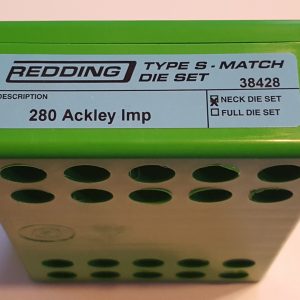 REDDING
TYPE S - MATCH
DIE SET
38428
DESCRIPTION
NECK DIE SET
280 Ackley Imp
FULL DIE SET